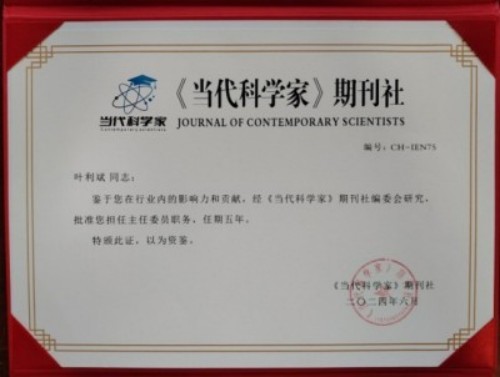 《当代科学家》期刊社
当代科学家
Contemporary scientists
JOURNAL OF CONTEMPORARY SCIENTISTS
编号：CH-IEN75
叶利斌 同志：
鉴于您在行业内的影响力和贡献，经《当代科学家》期刊社编委会研究，
批准您担任主任委员职务，任期五年。
特颁此证，以为资鉴。
《当代科学家》期刊社
二〇二四年六月